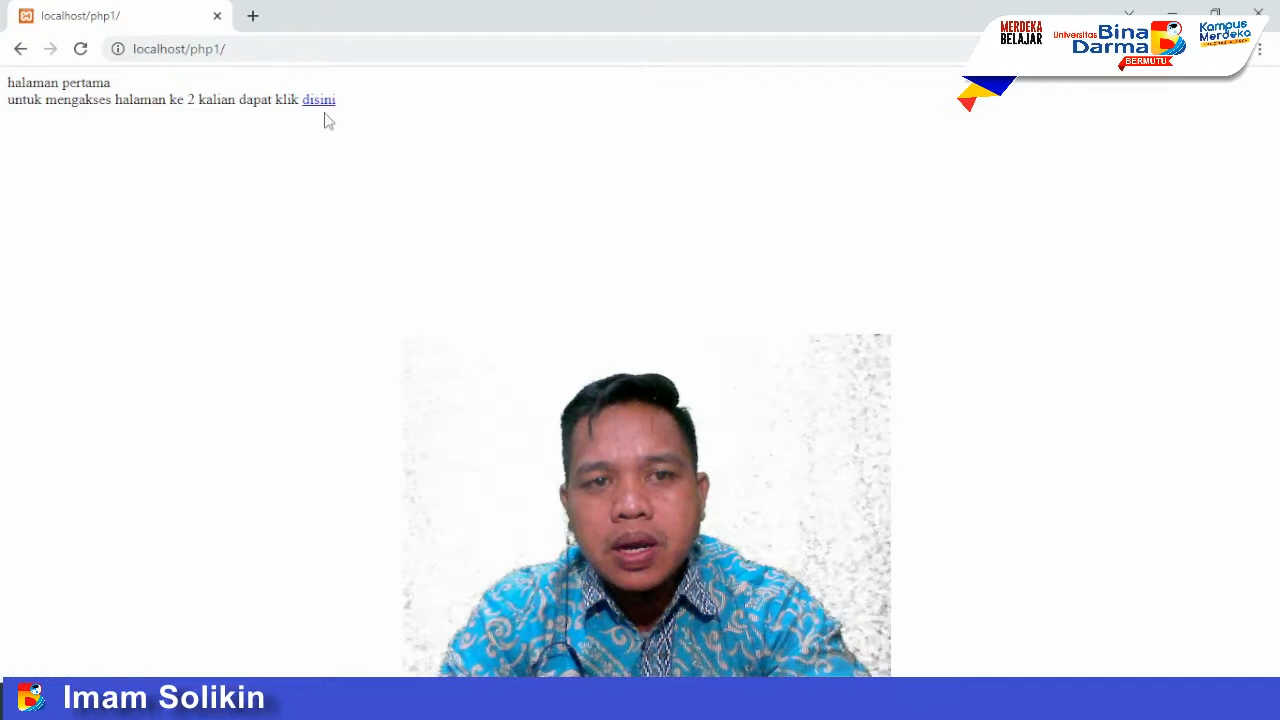 localhost/php1/
localhost/php1/
MERDEKA
BELAJAR
Universitas Bina
Darma
BERMUTU
Kampus
Merdeka
halaman pertama
untuk mengakses halaman ke 2 kalian dapat klik disini
Imam Solikin